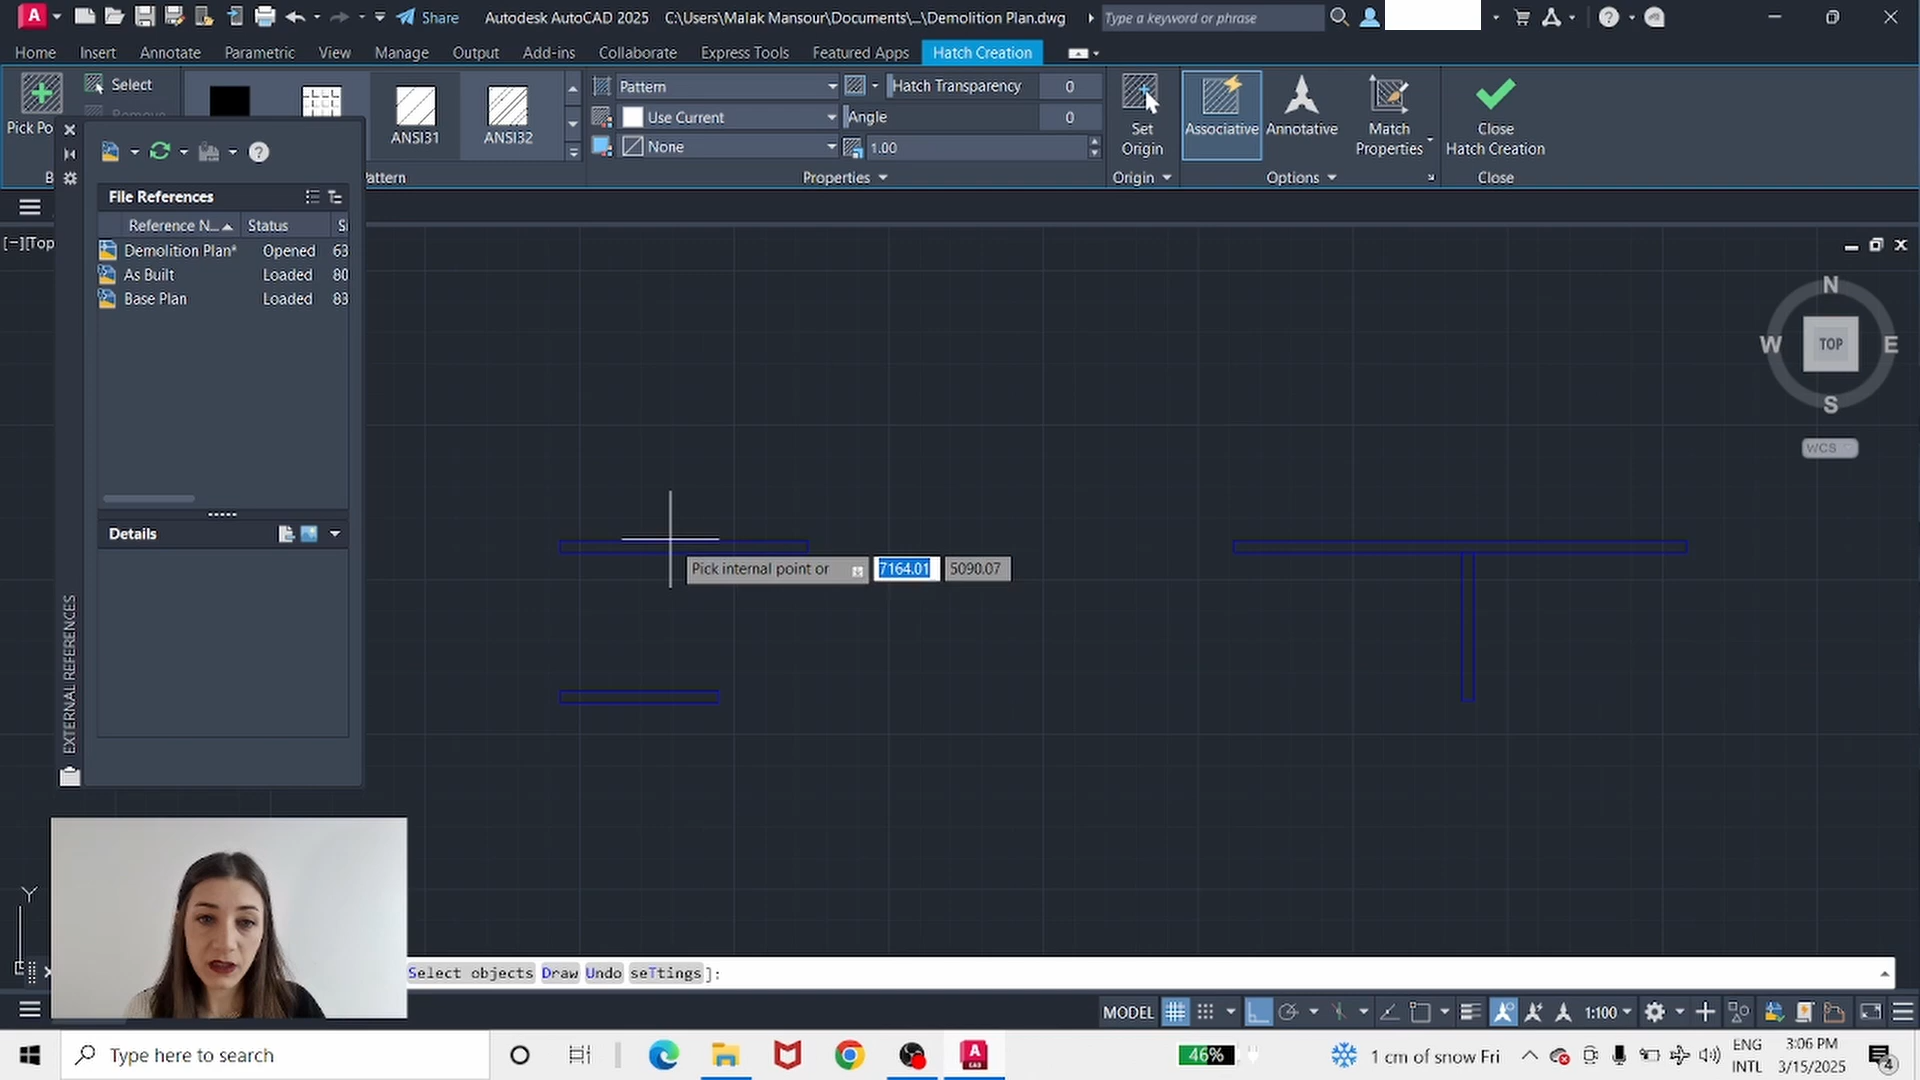 Share
Autodesk AutoCAD 2025 C:\Users\Malak Mansour\Documents\...\Demolition Plan.dwg
Type a keyword or phrase
Home Insert Annotate Parametric View Manage Output Add-ins Collaborate Express Tools Featured Apps Hatch Creation
Pick Po
Select
Remove
ANSI31
ANSI32
attern
Pattern
Use Current
None
Hatch Transparency 0
Angle 0
1.00
Properties
Set
Origin
Origin
Associative
Annotative
Match
Properties
Options
Close
Hatch Creation
Close
[−][Top
File References
Reference N... Status Si
Demolition Plan* Opened 63
As Built Loaded 80
Base Plan Loaded 83
Details
EXTERNAL REFERENCES
N
W TOP E
S
WCS
Pick internal point or 7164.01 5090.07
Y
Select objects Draw Undo seTtings]:
MODEL 1:100
Type here to search
46%
1 cm of snow Fri
ENG
INTL
3:06 PM
3/15/2025
4